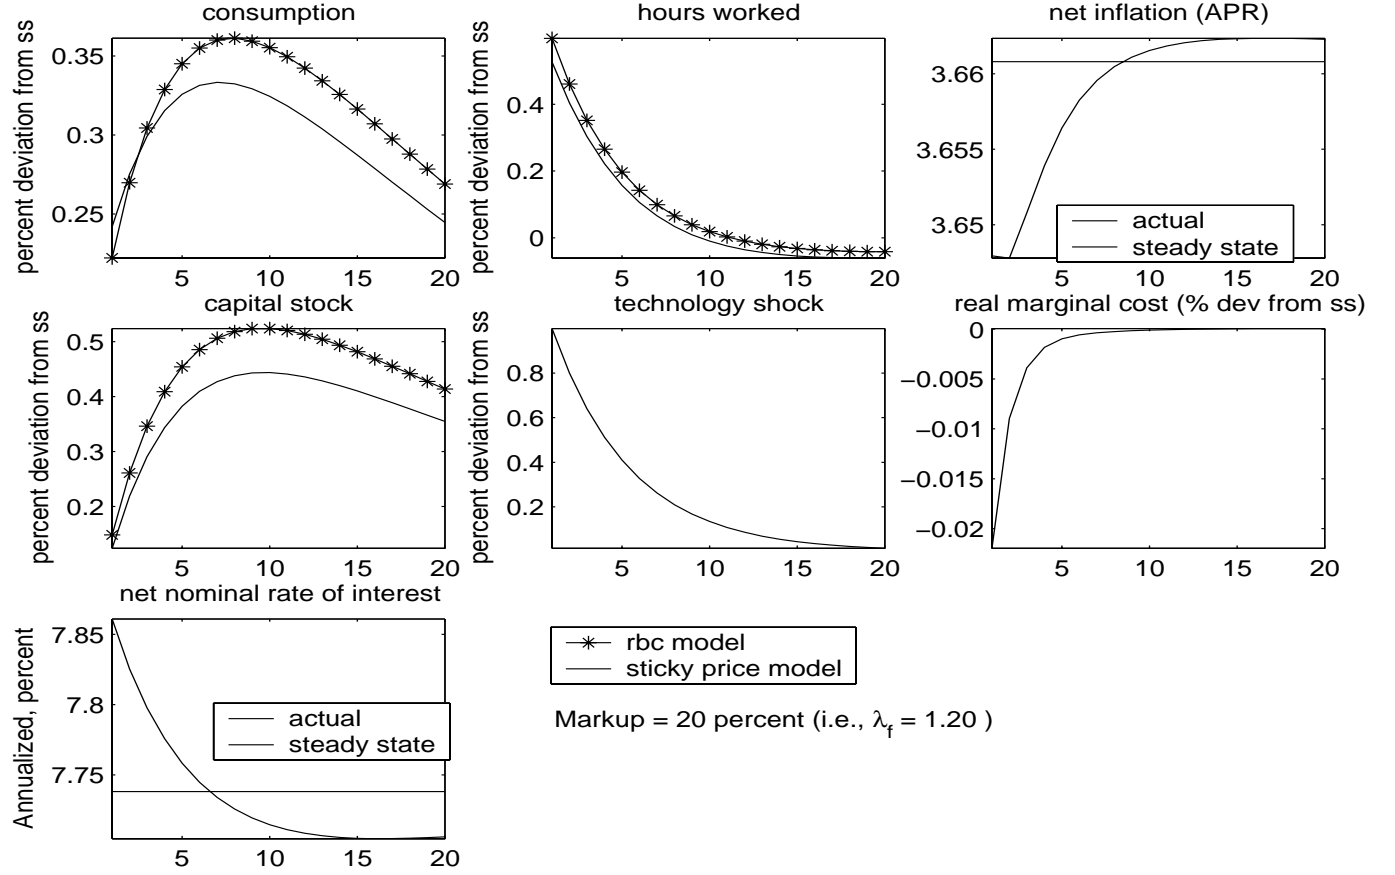 consumption
percent deviation from ss
0.35
0.3
0.25
5 10 15 20
hours worked
percent deviation from ss
0.4
0.2
0
5 10 15 20
net inflation (APR)
3.66
3.655
3.65
actual
steady state
5 10 15 20
capital stock
percent deviation from ss
0.5
0.4
0.3
0.2
5 10 15 20
technology shock
percent deviation from ss
0.8
0.6
0.4
0.2
5 10 15 20
real marginal cost (% dev from ss)
0
−0.005
−0.01
−0.015
−0.02
5 10 15 20
net nominal rate of interest
Annualized, percent
7.85
7.8
7.75
actual
steady state
5 10 15 20
rbc model
sticky price model
Markup = 20 percent (i.e., λf = 1.20 )